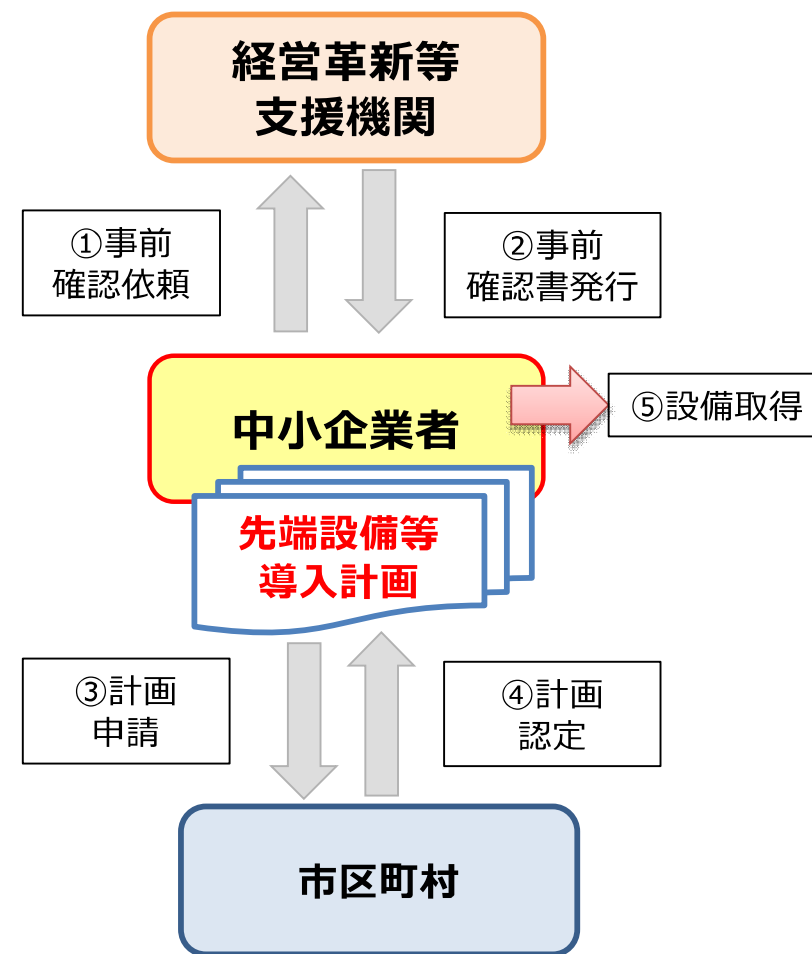 経営革新等
支援機関
①事前
確認依頼
②事前
確認書発行
中小企業者
⑤設備取得
先端設備等
導入計画
③計画
申請
④計画
認定
市区町村